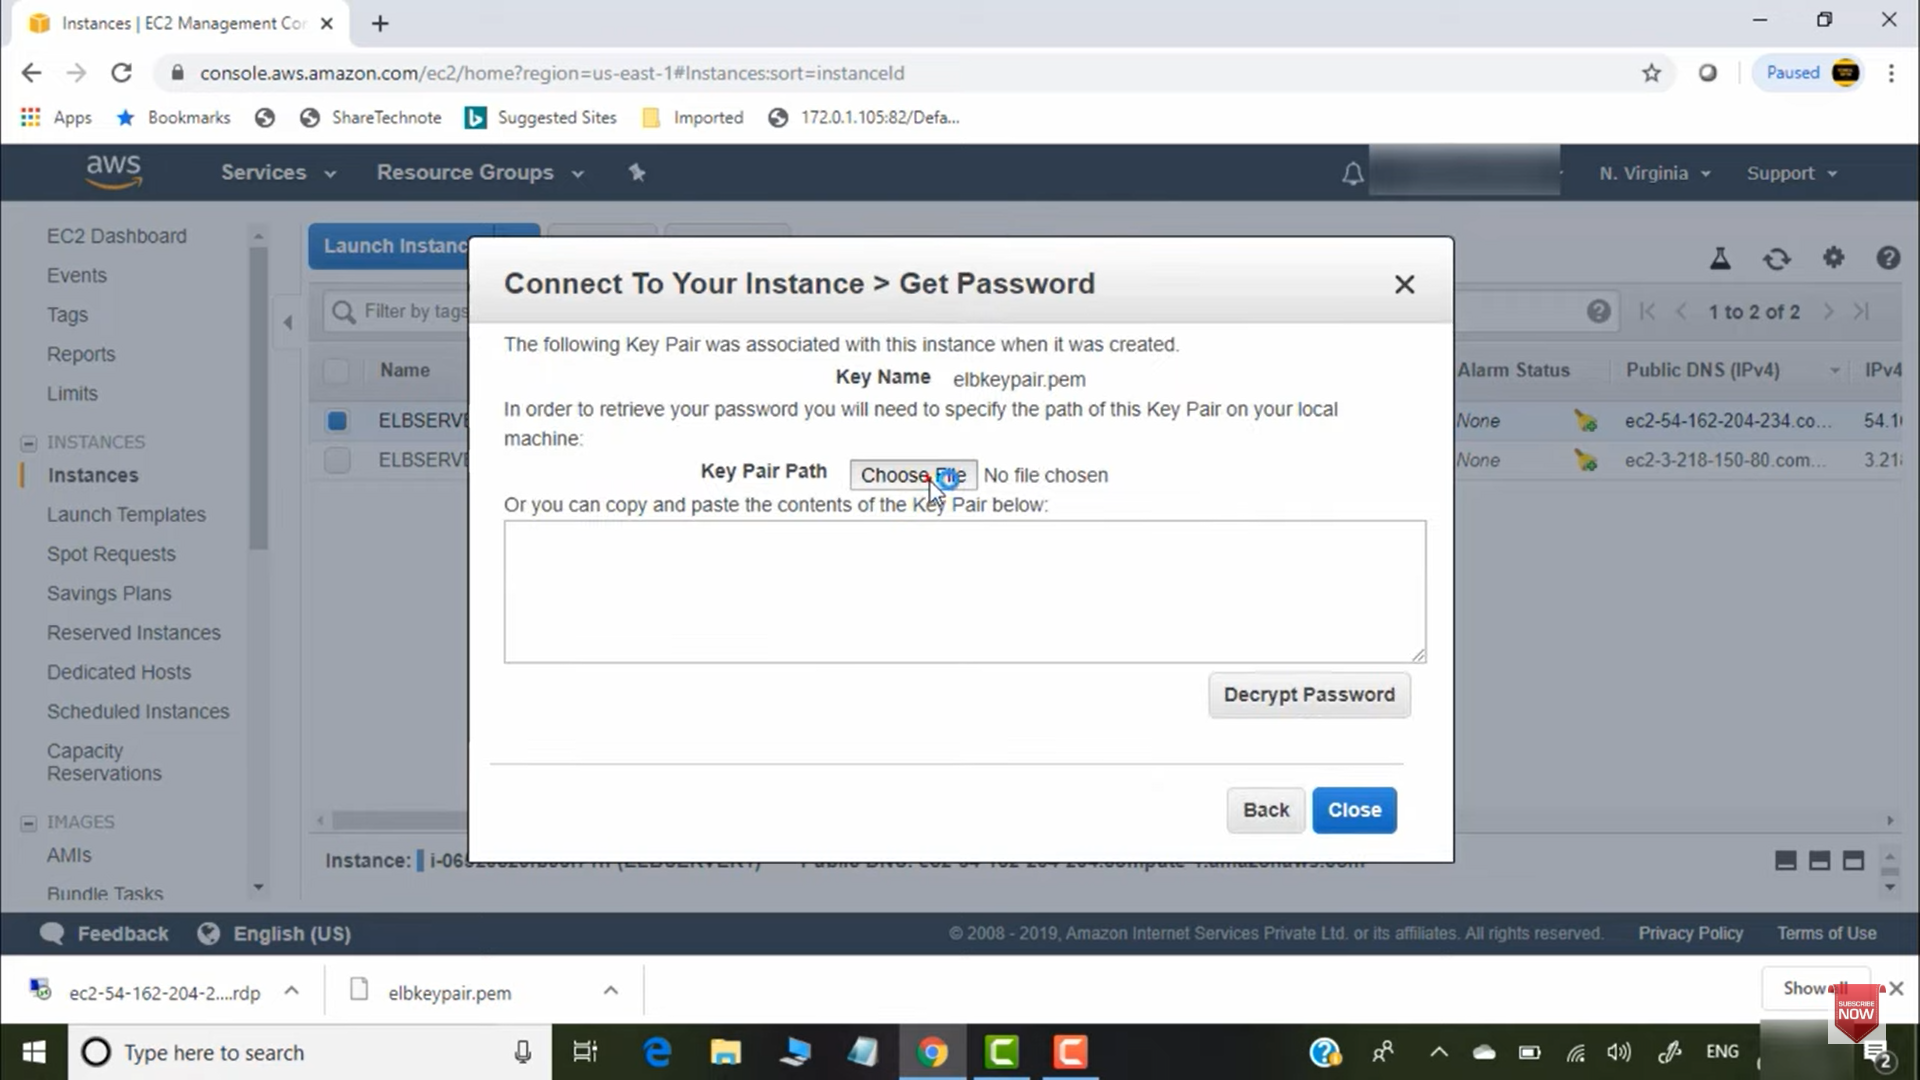 Instances | EC2 Management Co
console.aws.amazon.com/ec2/home?region=us-east-1#Instances:sort=instanceId
Paused
Apps
Bookmarks
ShareTechnote
Suggested Sites
Imported
172.0.1.105:82/Defa...
aws
Services
Resource Groups
N. Virginia
Support
EC2 Dashboard
Events
Tags
Reports
Limits
INSTANCES
Instances
Launch Templates
Spot Requests
Savings Plans
Reserved Instances
Dedicated Hosts
Scheduled Instances
Capacity
Reservations
IMAGES
AMIs
Bundle Tasks
Launch Instanc
Filter by tags
1 to 2 of 2
Name
Alarm Status
Public DNS (IPv4)
IPv4
ELBSERVE
None
ec2-54-162-204-234.co...
54.1
ELBSERVE
None
ec2-3-218-150-80.com...
3.21
Connect To Your Instance > Get Password
The following Key Pair was associated with this instance when it was created.
Key Name elbkeypair.pem
In order to retrieve your password you will need to specify the path of this Key Pair on your local
machine:
Key Pair Path Choose File No file chosen
Or you can copy and paste the contents of the Key Pair below:
Decrypt Password
Back
Close
Instance:
Feedback
English (US)
© 2008 - 2019, Amazon Internet Services Private Ltd. or its affiliates. All rights reserved.
Privacy Policy
Terms of Use
ec2-54-162-204-2....rdp
elbkeypair.pem
Show all
SUBSCRIBE
NOW
Type here to search
ENG
2